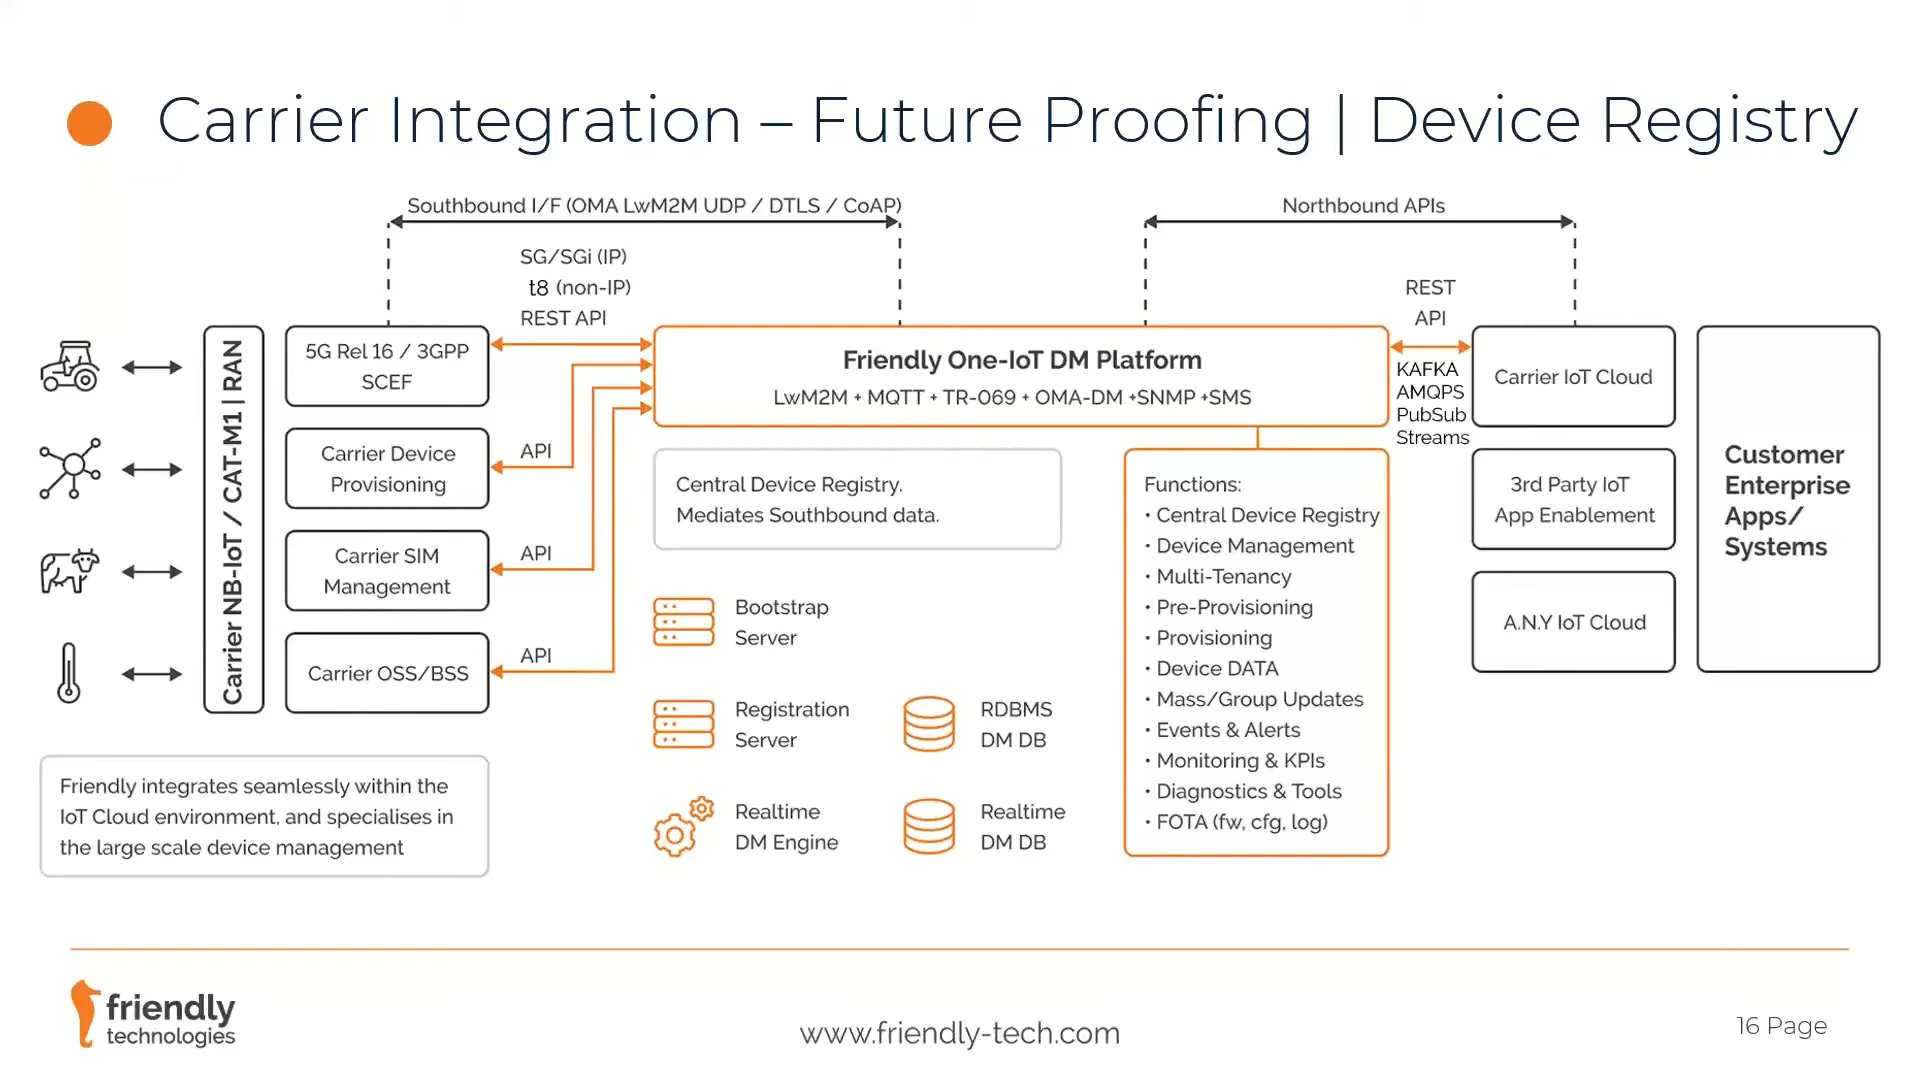 Carrier Integration – Future Proofing | Device Registry
Southbound I/F (OMA LwM2M UDP / DTLS / CoAP)
Northbound APIs
SG/SGi (IP)
t8 (non-IP)
REST API
REST
API
Carrier NB-IoT / CAT-M1 | RAN
5G Rel 16 / 3GPP
SCEF
Carrier Device
Provisioning
Carrier SIM
Management
Carrier OSS/BSS
API
API
API
Friendly One-IoT DM Platform
LwM2M + MQTT + TR-069 + OMA-DM +SNMP +SMS
KAFKA
AMQPS
PubSub
Streams
Carrier IoT Cloud
3rd Party IoT
App Enablement
A.N.Y IoT Cloud
Customer
Enterprise
Apps/
Systems
Central Device Registry.
Mediates Southbound data.
Bootstrap
Server
Registration
Server
RDBMS
DM DB
Realtime
DM Engine
Realtime
DM DB
Functions:
• Central Device Registry
• Device Management
• Multi-Tenancy
• Pre-Provisioning
• Provisioning
• Device DATA
• Mass/Group Updates
• Events & Alerts
• Monitoring & KPIs
• Diagnostics & Tools
• FOTA (fw, cfg, log)
Friendly integrates seamlessly within the
IoT Cloud environment, and specialises in
the large scale device management
friendly
technologies
www.friendly-tech.com
16 Page